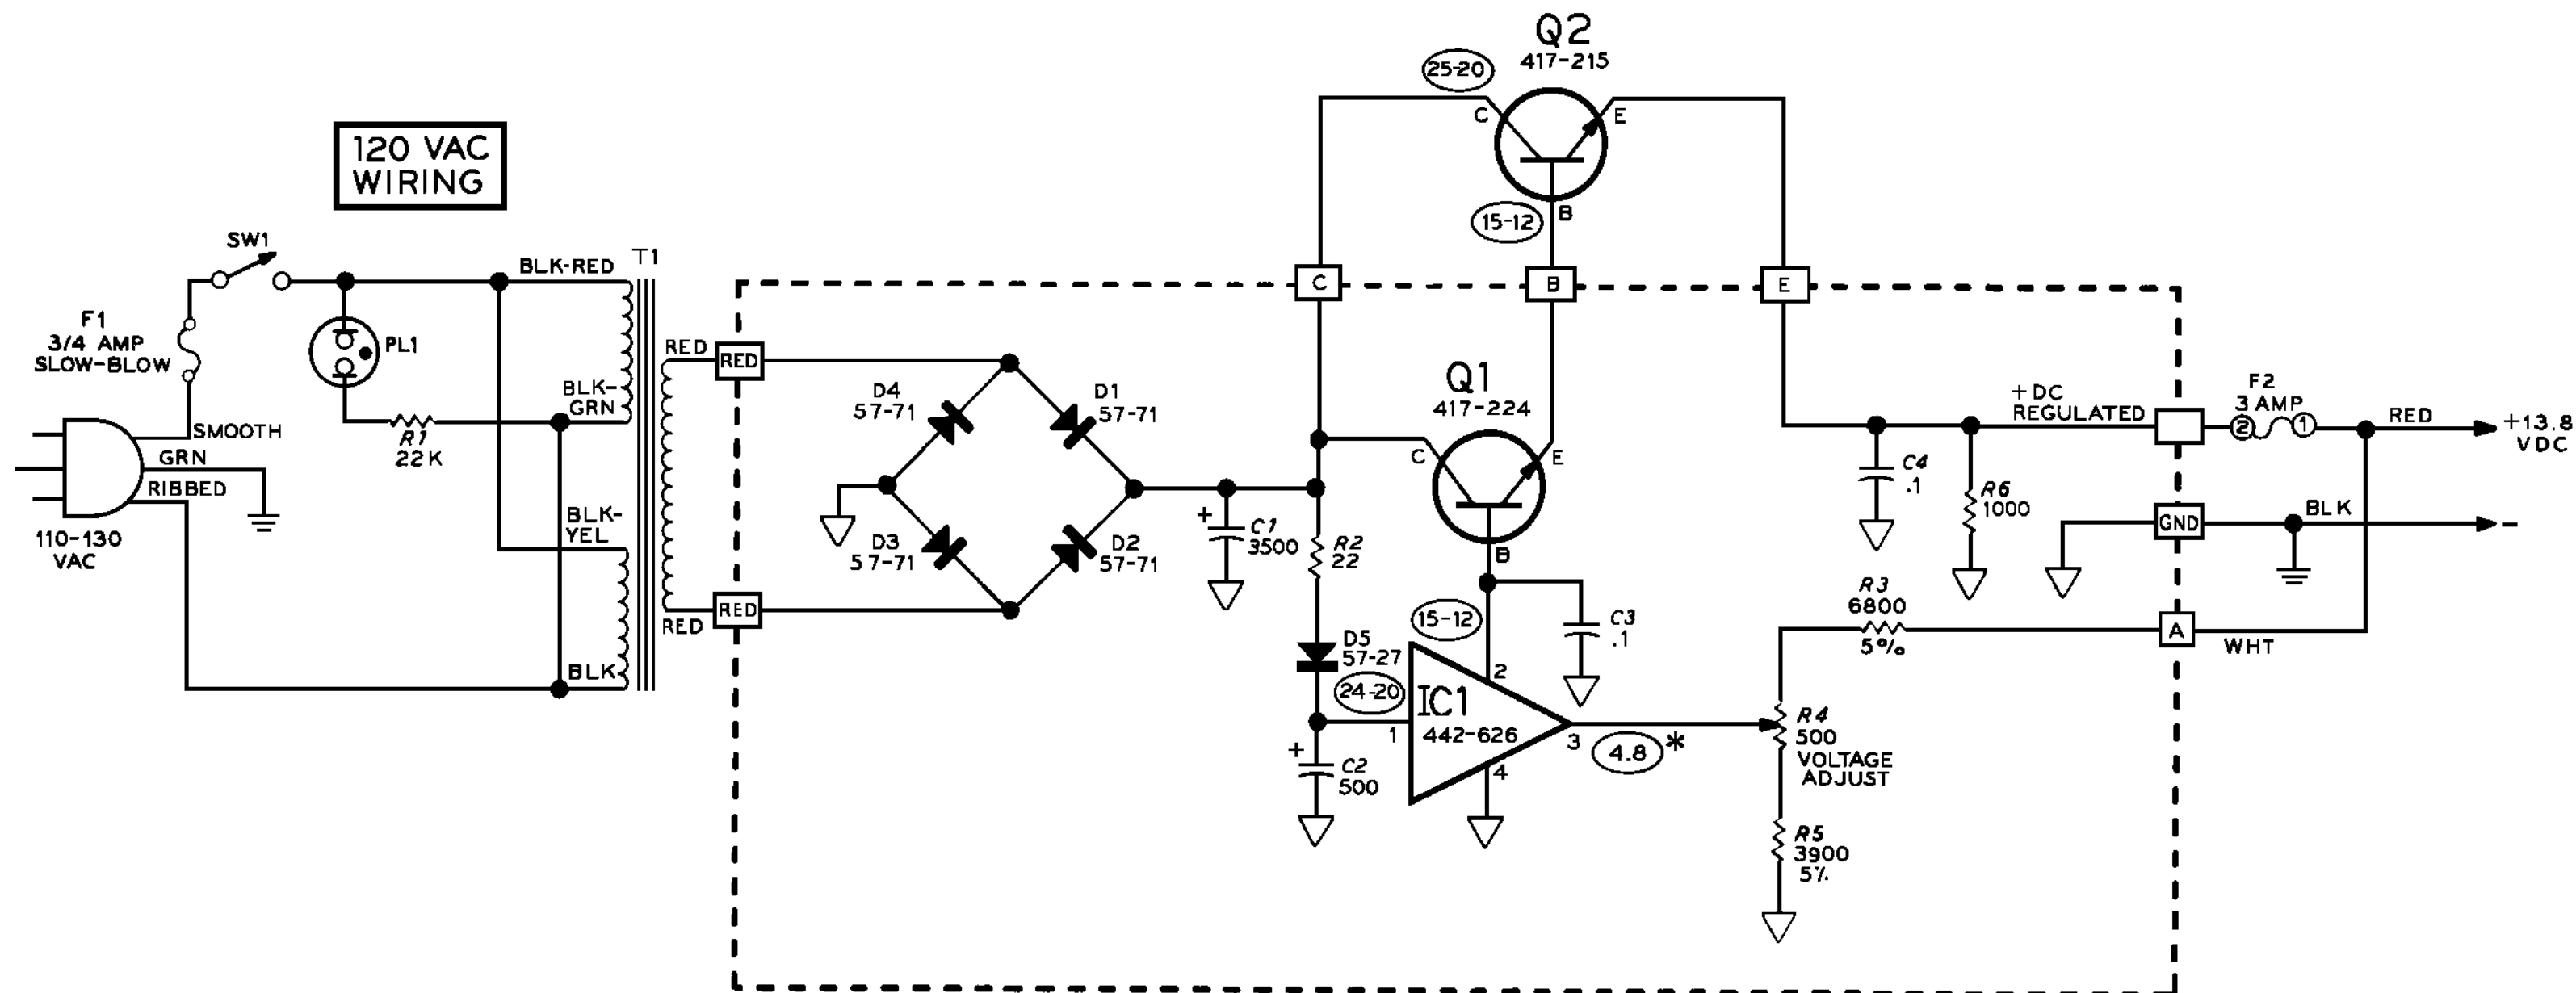 120 VAC
WIRING
SW1
F1
3/4 AMP
SLOW-BLOW
SMOOTH
GRN
RIBBED
110-130
VAC
PL1
R1
22K
BLK-RED
T1
BLK-
GRN
BLK-
YEL
BLK
RED
RED
RED
RED
D4
57-71
D1
57-71
D3
57-71
D2
57-71
+
C1
3500
Q2
417-215
25-20
C
E
B
15-12
C
B
E
Q1
417-224
C
E
B
R2
22
15-12
C3
.1
D5
57-27
24-20
IC1
442-626
1
2
3
4
4.8 *
+
C2
500
R4
500
VOLTAGE
ADJUST
R5
3900
5%
R3
6800
5%
C4
.1
R6
1000
+DC
REGULATED
F2
3 AMP
2
1
RED
+13.8
VDC
GND
BLK
-
A
WHT